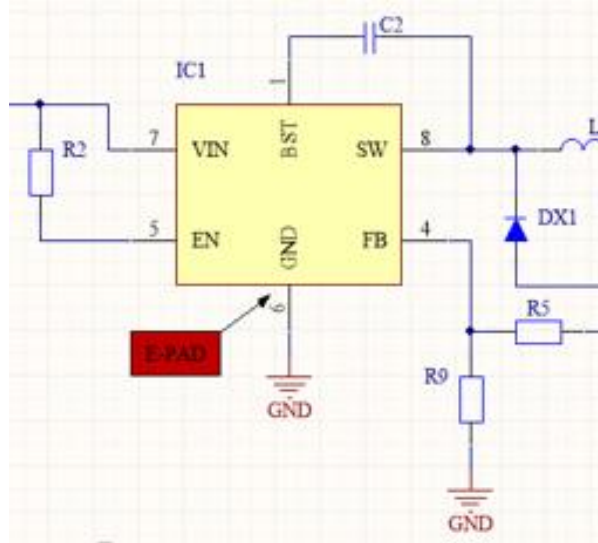 C2
IC1
1
R2
7
VIN
BST
SW
8
L
5
EN
GND
FB
4
DX1
6
E-PAD
R5
GND
R9
GND